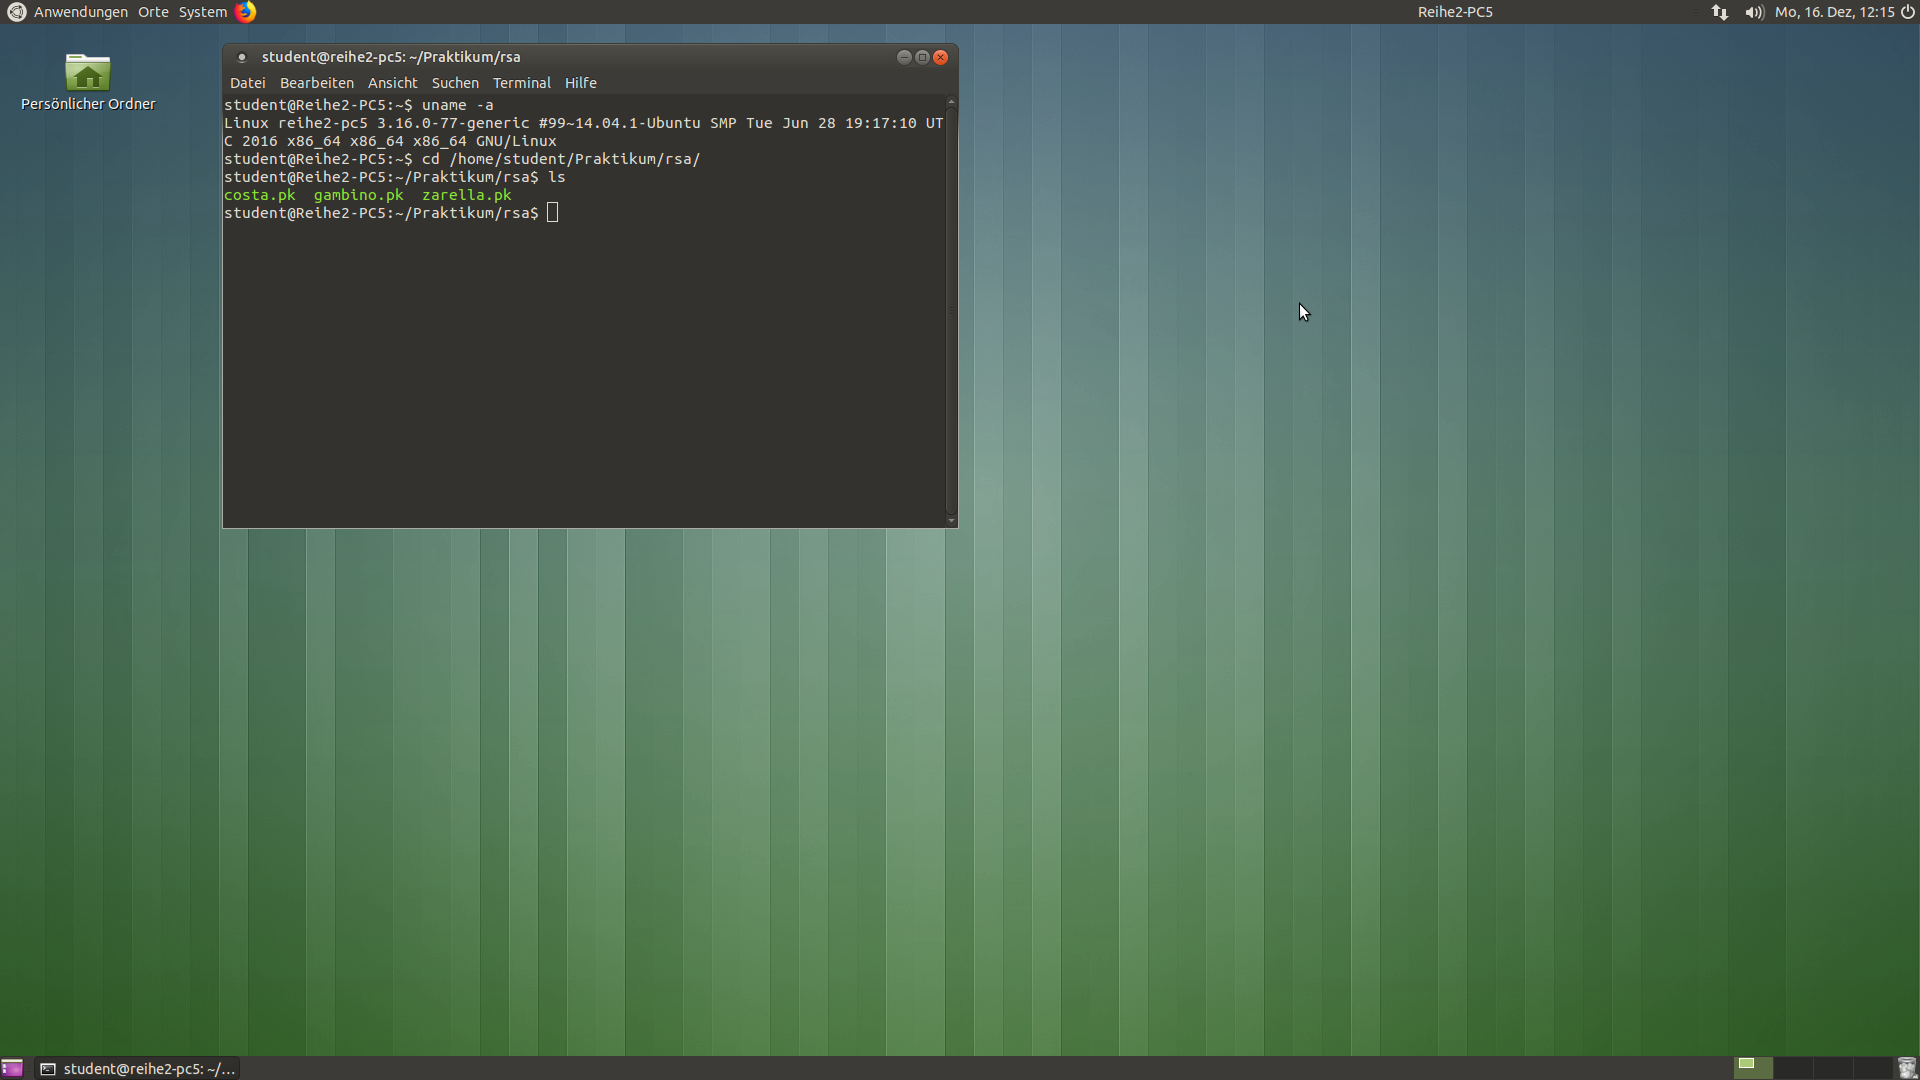 Anwendungen Orte System
Reihe2-PC5
Mo, 16. Dez, 12:15
Persönlicher Ordner
student@reihe2-pc5: ~/Praktikum/rsa
Datei Bearbeiten Ansicht Suchen Terminal Hilfe
student@Reihe2-PC5:~$ uname -a
Linux reihe2-pc5 3.16.0-77-generic #99~14.04.1-Ubuntu SMP Tue Jun 28 19:17:10 UT
C 2016 x86_64 x86_64 x86_64 GNU/Linux
student@Reihe2-PC5:~$ cd /home/student/Praktikum/rsa/
student@Reihe2-PC5:~/Praktikum/rsa$ ls
costa.pk gambino.pk zarella.pk
student@Reihe2-PC5:~/Praktikum/rsa$
student@reihe2-pc5: ~/...